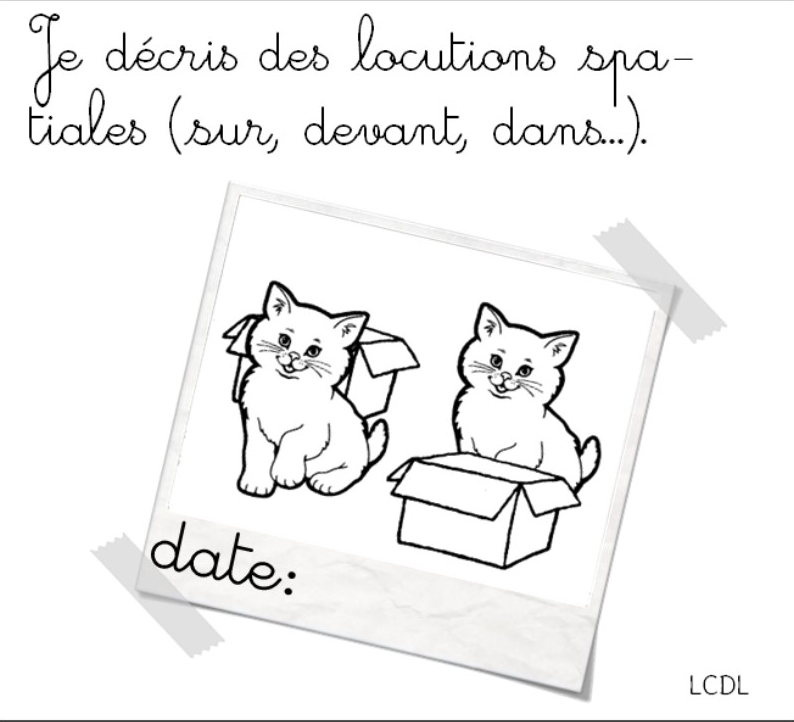 Je décris des locutions spa-
tiales (sur, devant, dans...).
date:
LCDL